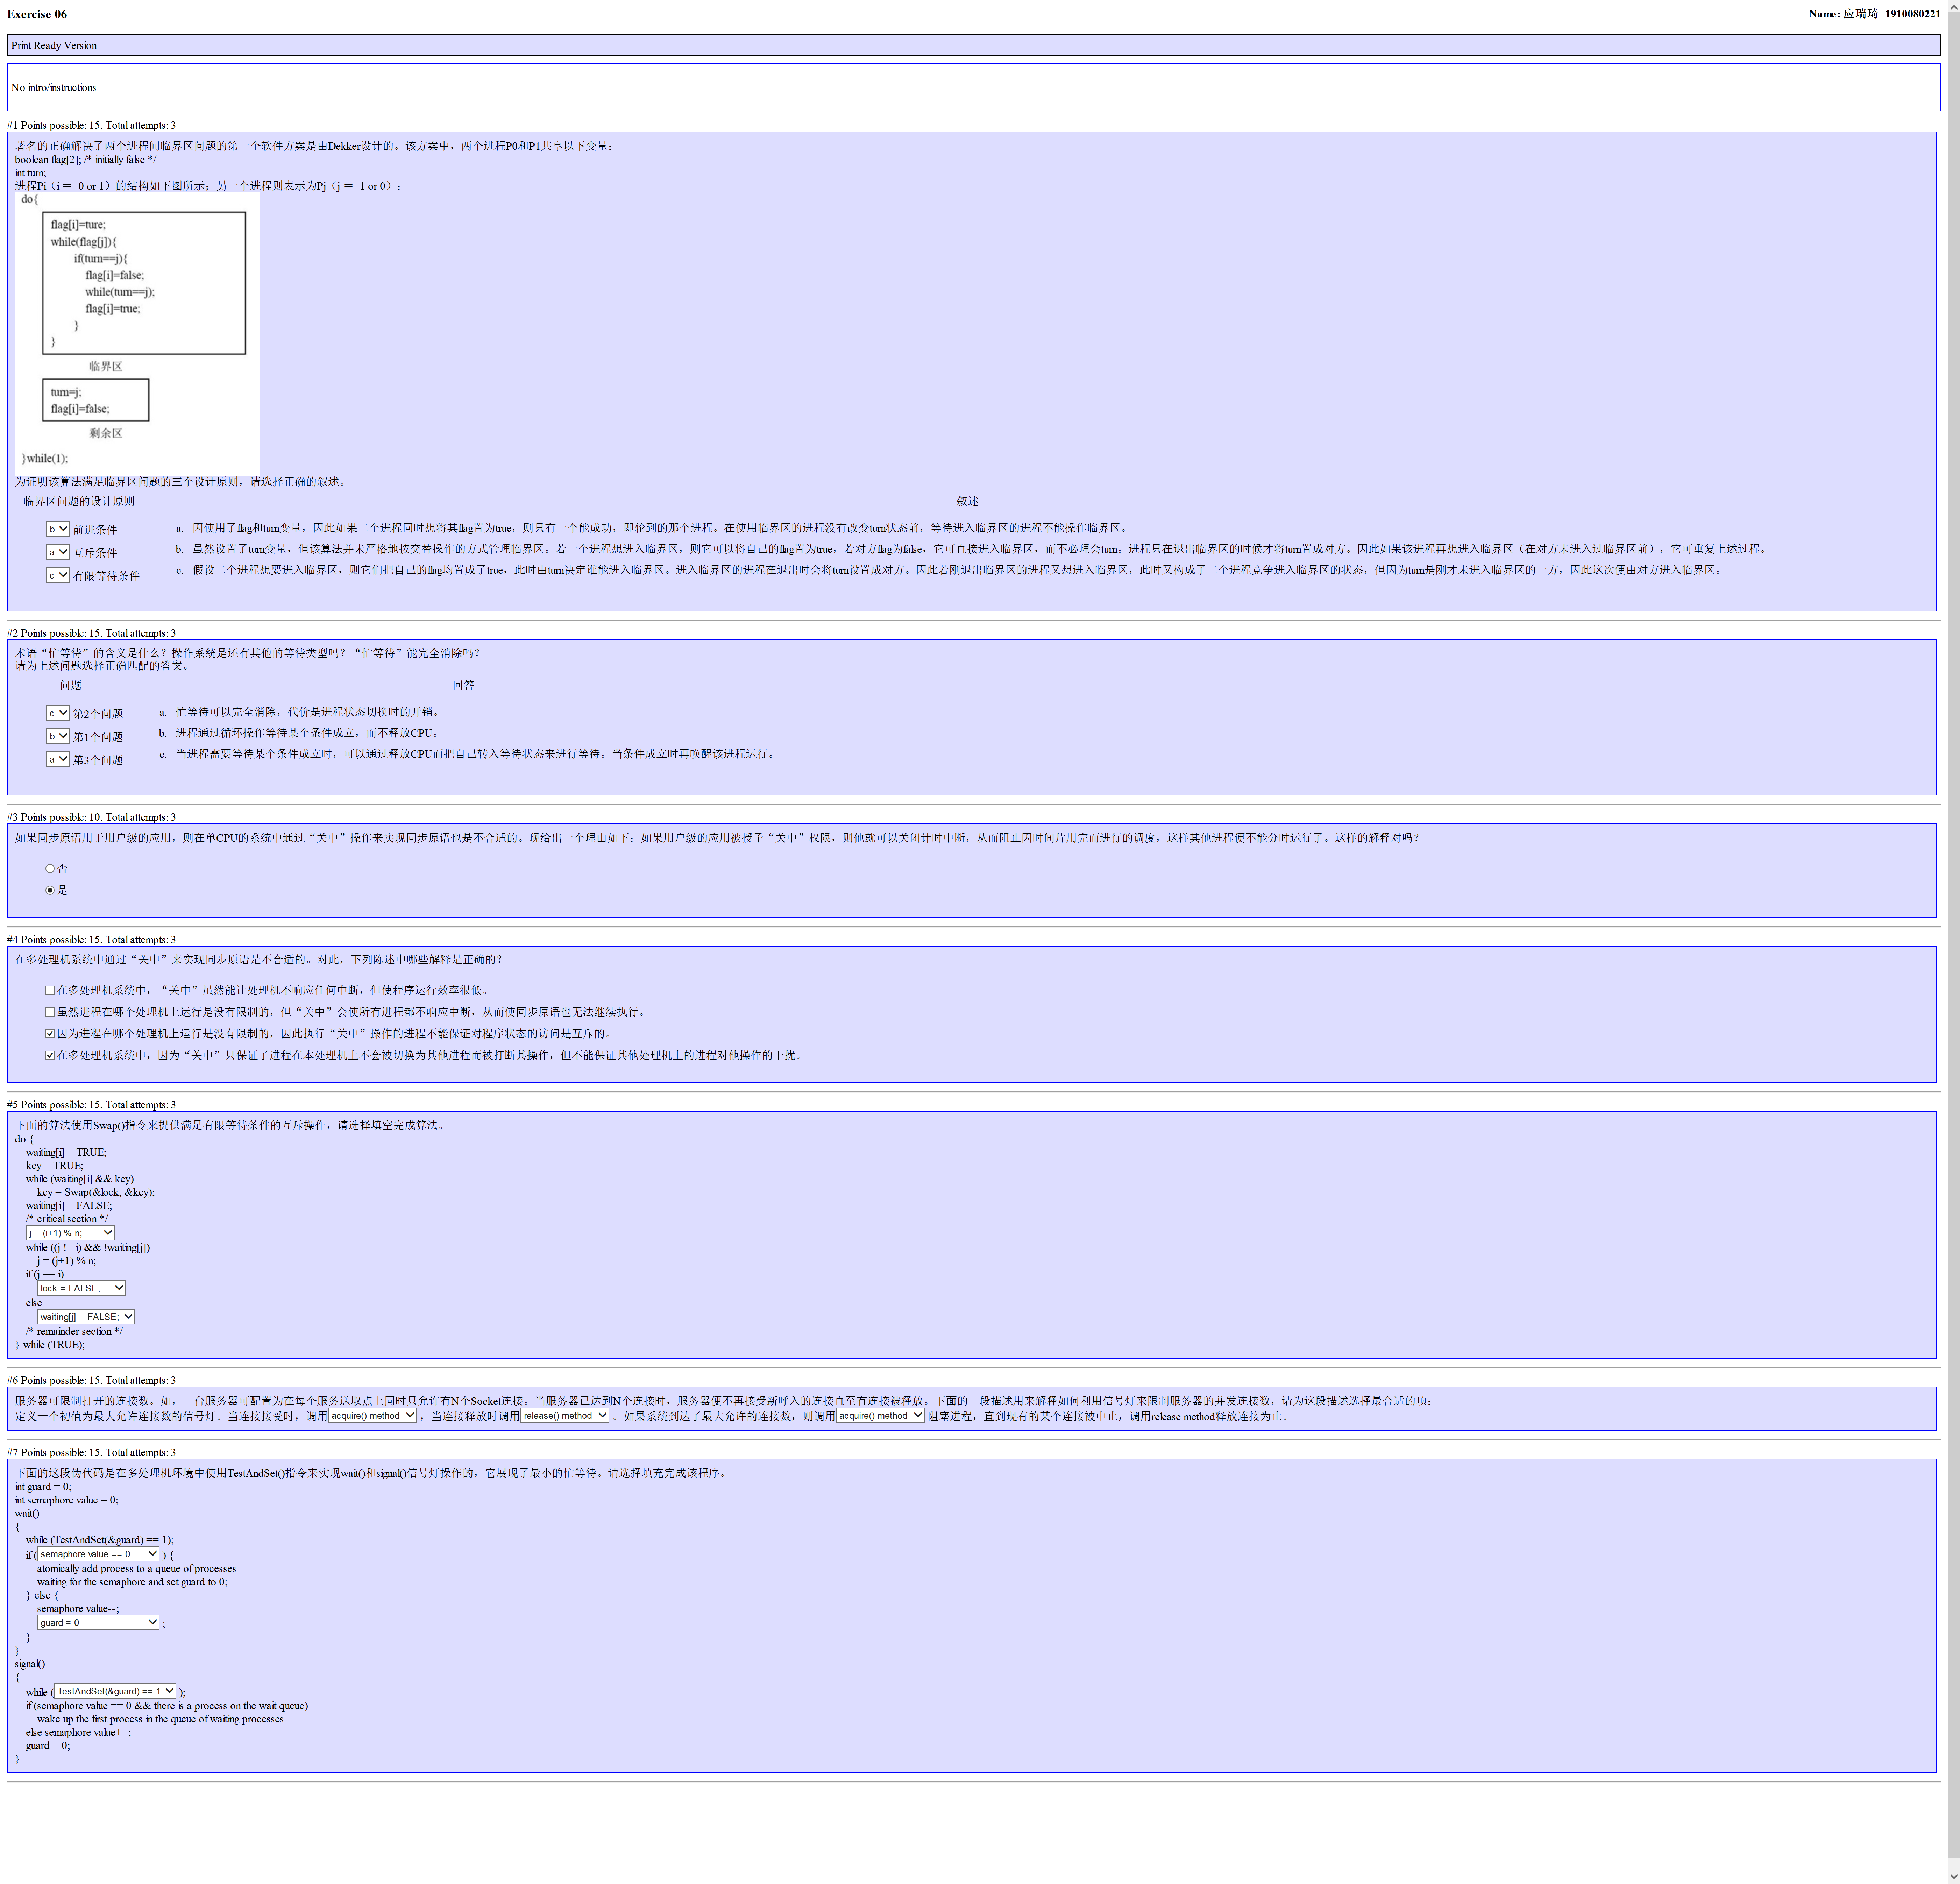 Exercise 06
Name: 应瑞琦 1910080221
Print Ready Version
No intro/instructions
#1 Points possible: 15. Total attempts: 3
著名的正确解决了两个进程间临界区问题的第一个软件方案是由Dekker设计的。该方案中，两个进程P0和P1共享以下变量：
boolean flag[2]; /* initially false */
int turn;
进程Pi（i＝ 0 or 1）的结构如下图所示；另一个进程则表示为Pj（j＝ 1 or 0）：
do{
flag[i]=ture;
while(flag[j]){
if(turn==j){
flag[i]=false;
while(turn==j);
flag[i]=true;
}
}
临界区
turn=j;
flag[i]=false;
剩余区
}while(1);
为证明该算法满足临界区问题的三个设计原则，请选择正确的叙述。
临界区问题的设计原则
叙述
b 前进条件
a 互斥条件
c 有限等待条件
a. 因使用了flag和turn变量，因此如果二个进程同时想将其flag置为true，则只有一个能成功，即轮到的那个进程。在使用临界区的进程没有改变turn状态前，等待进入临界区的进程不能操作临界区。
b. 虽然设置了turn变量，但该算法并未严格地按交替操作的方式管理临界区。若一个进程想进入临界区，则它可以将自己的flag置为true，若对方flag为false，它可直接进入临界区，而不必理会turn。进程只在退出临界区的时候才将turn置成对方。因此如果该进程再想进入临界区（在对方未进入过临界区前），它可重复上述过程。
c. 假设二个进程想要进入临界区，则它们把自己的flag均置成了true，此时由turn决定谁能进入临界区。进入临界区的进程在退出时会将turn设置成对方。因此若刚退出临界区的进程又想进入临界区，此时又构成了二个进程竞争进入临界区的状态，但因为turn是刚才未进入临界区的一方，因此这次便由对方进入临界区。
#2 Points possible: 15. Total attempts: 3
术语“忙等待”的含义是什么？操作系统是还有其他的等待类型吗？“忙等待”能完全消除吗？
请为上述问题选择正确匹配的答案。
问题
回答
c 第2个问题
b 第1个问题
a 第3个问题
a. 忙等待可以完全消除，代价是进程状态切换时的开销。
b. 进程通过循环操作等待某个条件成立，而不释放CPU。
c. 当进程需要等待某个条件成立时，可以通过释放CPU而把自己转入等待状态来进行等待。当条件成立时再唤醒该进程运行。
#3 Points possible: 10. Total attempts: 3
如果同步原语用于用户级的应用，则在单CPU的系统中通过“关中”操作来实现同步原语也是不合适的。现给出一个理由如下：如果用户级的应用被授予“关中”权限，则他就可以关闭计时中断，从而阻止因时间片用完而进行的调度，这样其他进程便不能分时运行了。这样的解释对吗？
否
是
#4 Points possible: 15. Total attempts: 3
在多处理机系统中通过“关中”来实现同步原语是不合适的。对此，下列陈述中哪些解释是正确的？
在多处理机系统中，“关中”虽然能让处理机不响应任何中断，但使程序运行效率很低。
虽然进程在哪个处理机上运行是没有限制的，但“关中”会使所有进程都不响应中断，从而使同步原语也无法继续执行。
因为进程在哪个处理机上运行是没有限制的，因此执行“关中”操作的进程不能保证对程序状态的访问是互斥的。
在多处理机系统中，因为“关中”只保证了进程在本处理机上不会被切换为其他进程而被打断其操作，但不能保证其他处理机上的进程对他操作的干扰。
#5 Points possible: 15. Total attempts: 3
下面的算法使用Swap()指令来提供满足有限等待条件的互斥操作，请选择填空完成算法。
do {
waiting[i] = TRUE;
key = TRUE;
while (waiting[i] && key)
key = Swap(&lock, &key);
waiting[i] = FALSE;
/* critical section */
j = (i+1) % n;
while ((j != i) && !waiting[j])
j = (j+1) % n;
if (j == i)
lock = FALSE;
else
waiting[j] = FALSE;
/* remainder section */
} while (TRUE);
#6 Points possible: 15. Total attempts: 3
服务器可限制打开的连接数。如，一台服务器可配置为在每个服务送取点上同时只允许有N个Socket连接。当服务器已达到N个连接时，服务器便不再接受新呼入的连接直至有连接被释放。下面的一段描述用来解释如何利用信号灯来限制服务器的并发连接数，请为这段描述选择最合适的项：
定义一个初值为最大允许连接数的信号灯。当连接接受时，调用 acquire() method ，当连接释放时调用 release() method 。如果系统到达了最大允许的连接数，则调用 acquire() method 阻塞进程，直到现有的某个连接被中止，调用release method释放连接为止。
#7 Points possible: 15. Total attempts: 3
下面的这段伪代码是在多处理机环境中使用TestAndSet()指令来实现wait()和signal()信号灯操作的，它展现了最小的忙等待。请选择填充完成该程序。
int guard = 0;
int semaphore value = 0;
wait()
{
while (TestAndSet(&guard) == 1);
if ( semaphore value == 0 ) {
atomically add process to a queue of processes
waiting for the semaphore and set guard to 0;
} else {
semaphore value--;
guard = 0 ;
}
}
signal()
{
while ( TestAndSet(&guard) == 1 );
if (semaphore value == 0 && there is a process on the wait queue)
wake up the first process in the queue of waiting processes
else semaphore value++;
guard = 0;
}